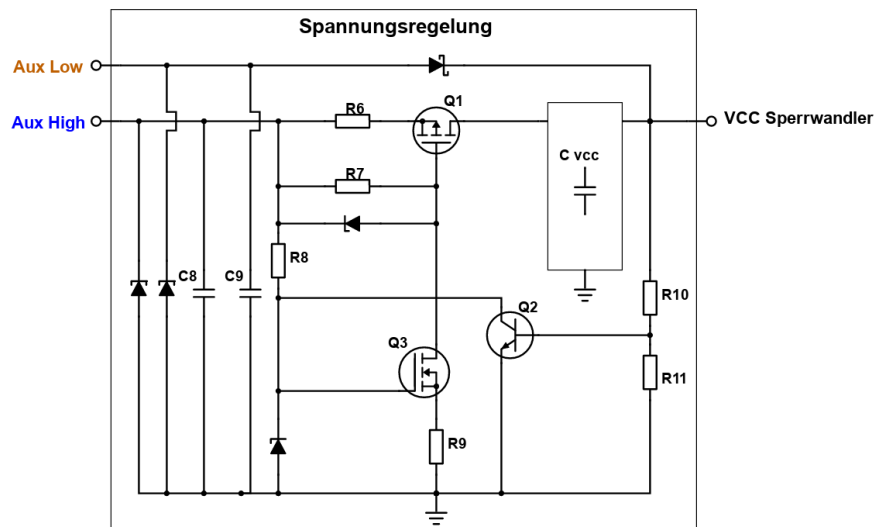 Spannungsregelung
Aux Low
Aux High
R6
Q1
VCC Sperrwandler
C vcc
R7
R8
C8
C9
Q2
R10
Q3
R11
R9